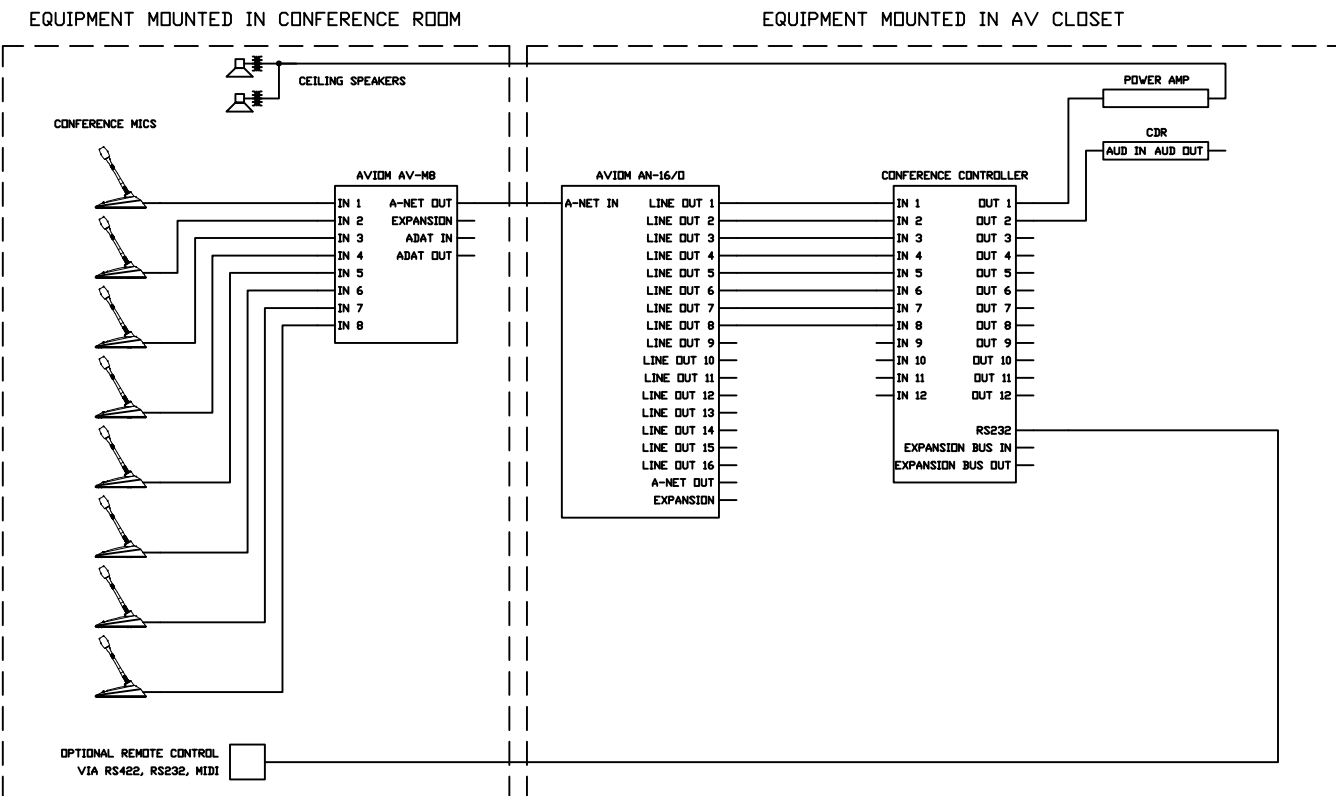 EQUIPMENT MOUNTED IN CONFERENCE ROOM
EQUIPMENT MOUNTED IN AV CLOSET
CEILING SPEAKERS
CONFERENCE MICS
POWER AMP
CDR
AUD IN AUD OUT
AVIOM AV-M8
IN 1 A-NET OUT
IN 2 EXPANSION
IN 3 ADAT IN
IN 4 ADAT OUT
IN 5
IN 6
IN 7
IN 8
AVIOM AN-16/O
A-NET IN LINE OUT 1
LINE OUT 2
LINE OUT 3
LINE OUT 4
LINE OUT 5
LINE OUT 6
LINE OUT 7
LINE OUT 8
LINE OUT 9
LINE OUT 10
LINE OUT 11
LINE OUT 12
LINE OUT 13
LINE OUT 14
LINE OUT 15
LINE OUT 16
A-NET OUT
EXPANSION
CONFERENCE CONTROLLER
IN 1 OUT 1
IN 2 OUT 2
IN 3 OUT 3
IN 4 OUT 4
IN 5 OUT 5
IN 6 OUT 6
IN 7 OUT 7
IN 8 OUT 8
IN 9 OUT 9
IN 10 OUT 10
IN 11 OUT 11
IN 12 OUT 12
RS232
EXPANSION BUS IN
EXPANSION BUS OUT
OPTIONAL REMOTE CONTROL
VIA RS422, RS232, MIDI